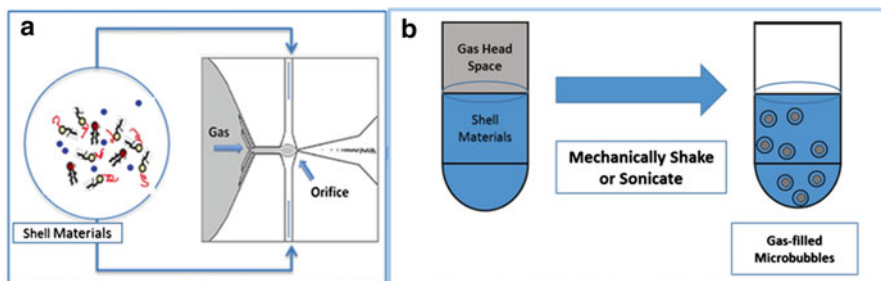 a
Gas
Orifice
Shell Materials
b
Gas Head
Space
Shell
Materials
Mechanically Shake
or Sonicate
Gas-filled
Microbubbles